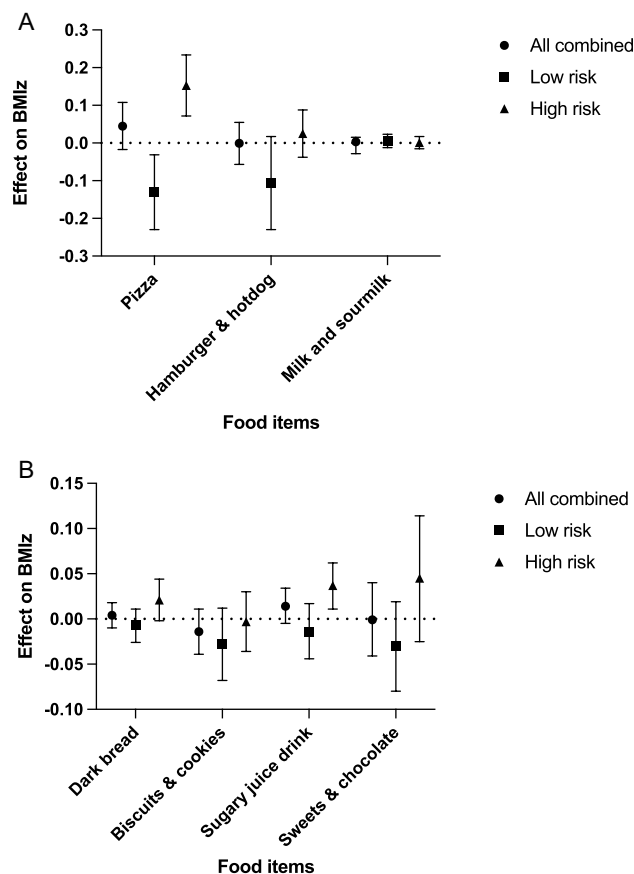 A
0.3
0.2
0.1
0.0
-0.1
-0.2
-0.3
Effect on BMIz
Pizza
Hamburger & hotdog
Milk and sourmilk
Food items
All combined
Low risk
High risk
B
0.15
0.10
0.05
0.00
-0.05
-0.10
Effect on BMIz
Dark bread
Biscuits & cookies
Sugary juice drink
Sweets & chocolate
Food items
All combined
Low risk
High risk